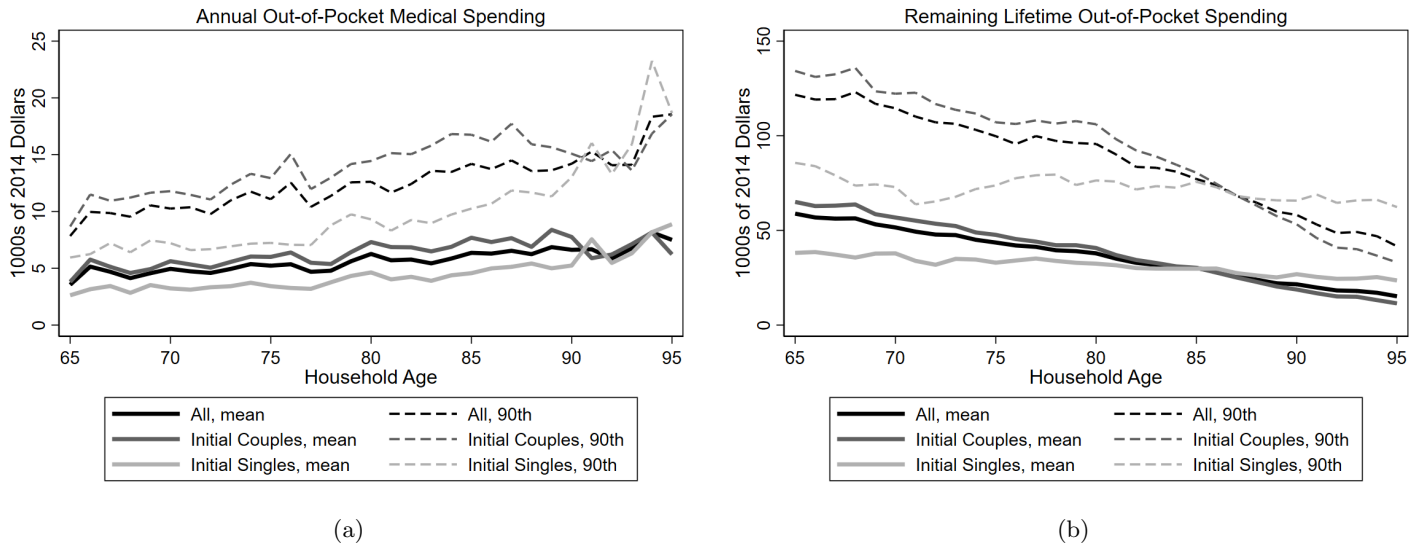 Annual Out-of-Pocket Medical Spending
1000s of 2014 Dollars
25
20
15
10
5
0
65 70 75 80 85 90 95
Household Age
All, mean All, 90th
Initial Couples, mean Initial Couples, 90th
Initial Singles, mean Initial Singles, 90th
(a)
Remaining Lifetime Out-of-Pocket Spending
1000s of 2014 Dollars
150
100
50
0
65 70 75 80 85 90 95
Household Age
All, mean All, 90th
Initial Couples, mean Initial Couples, 90th
Initial Singles, mean Initial Singles, 90th
(b)